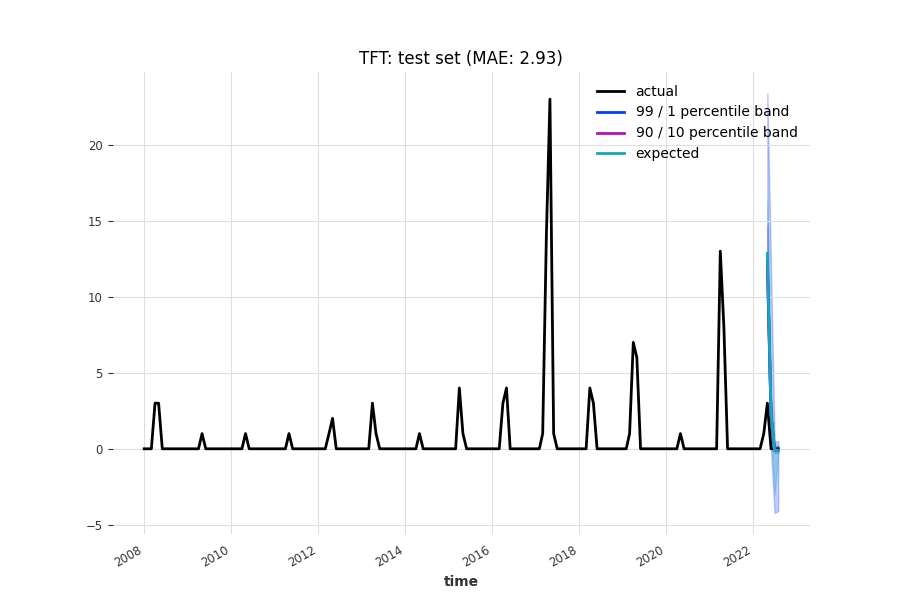 TFT: test set (MAE: 2.93)
actual
99 / 1 percentile band
90 / 10 percentile band
expected
20
15
10
5
0
−5
2008
2010
2012
2014
2016
2018
2020
2022
time